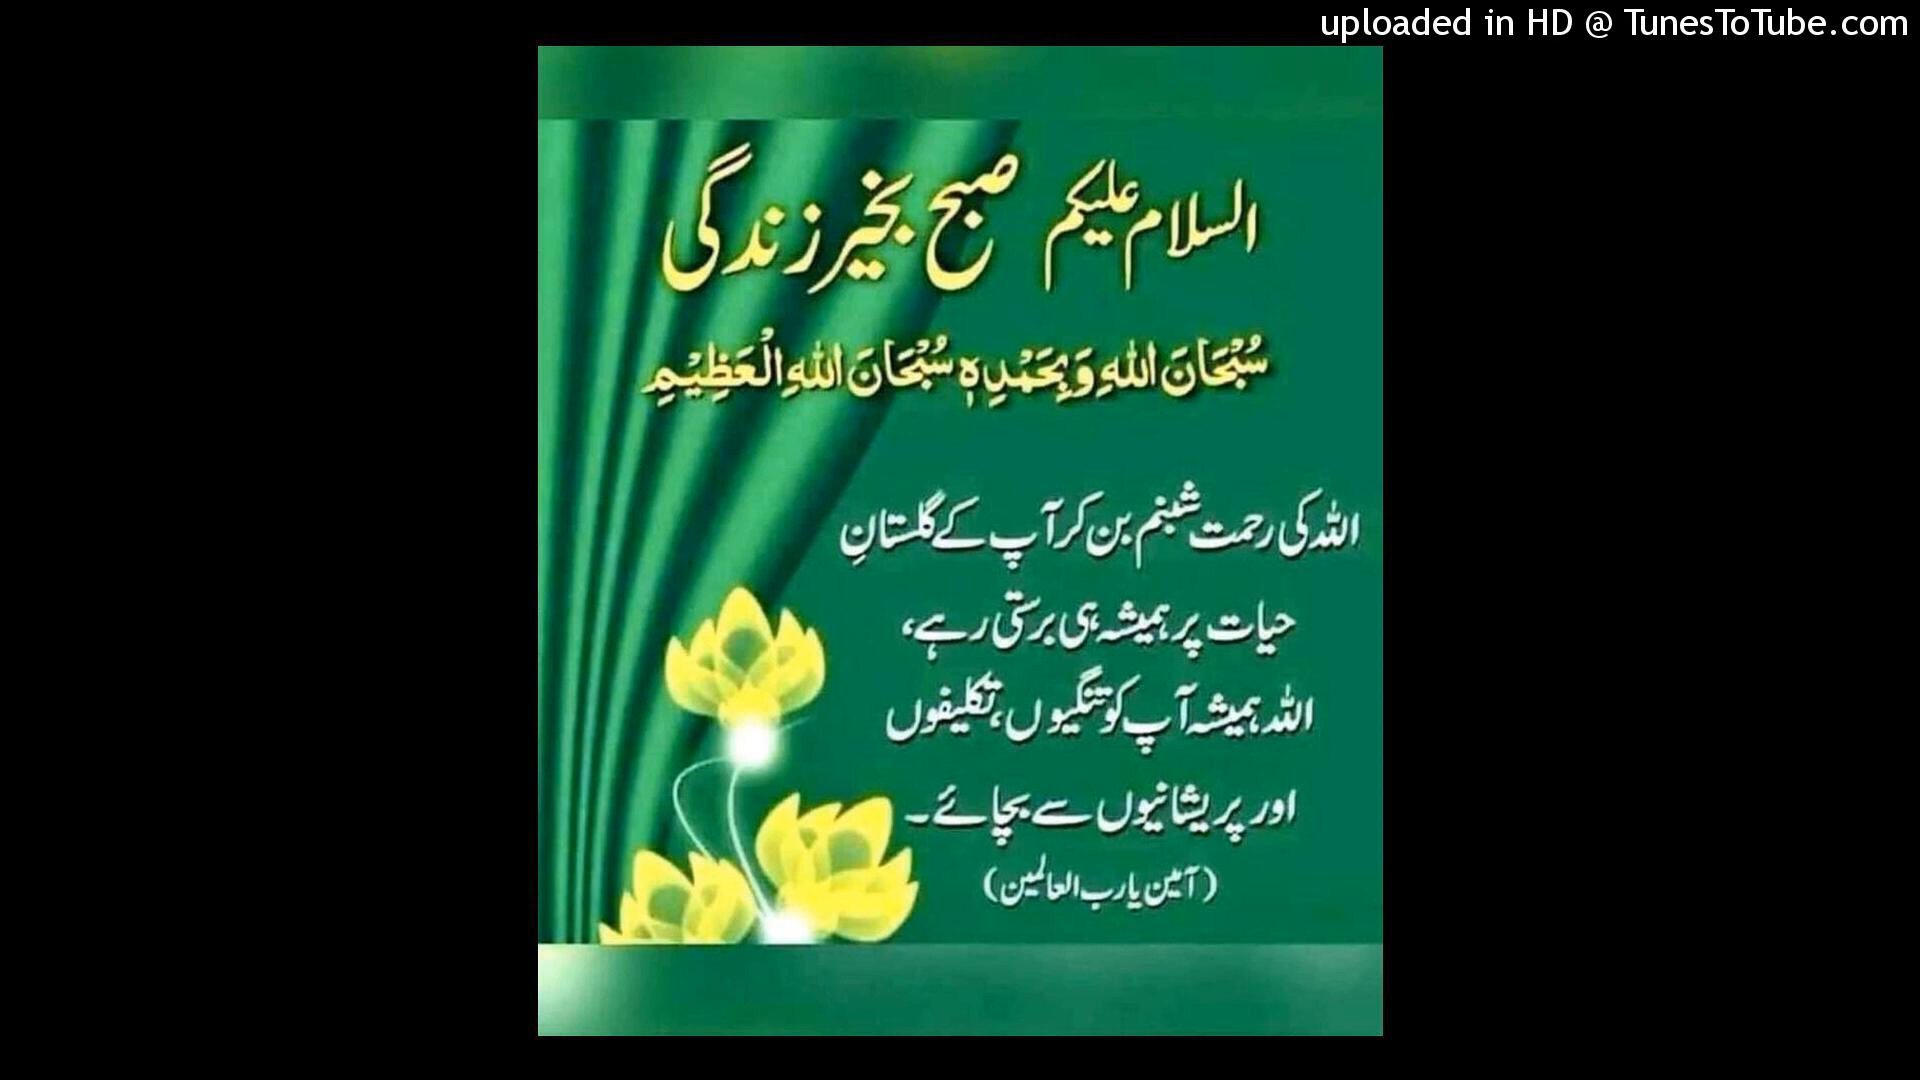 uploaded in HD @ TunesToTube.com
السلام علیکم صبح بخیر زندگی
سُبْحَانَ اللهِ وَبِحَمْدِہٖ سُبْحَانَ اللهِ الْعَظِیْمِ
اللہ کی رحمت شبنم بن کر آپ کے گلستانِ
حیات پر ہمیشہ ہی برستی رہے،
اللہ ہمیشہ آپ کو تنگیوں، تکلیفوں
اور پریشانیوں سے بچائے۔
(آمین یارب العالمین)